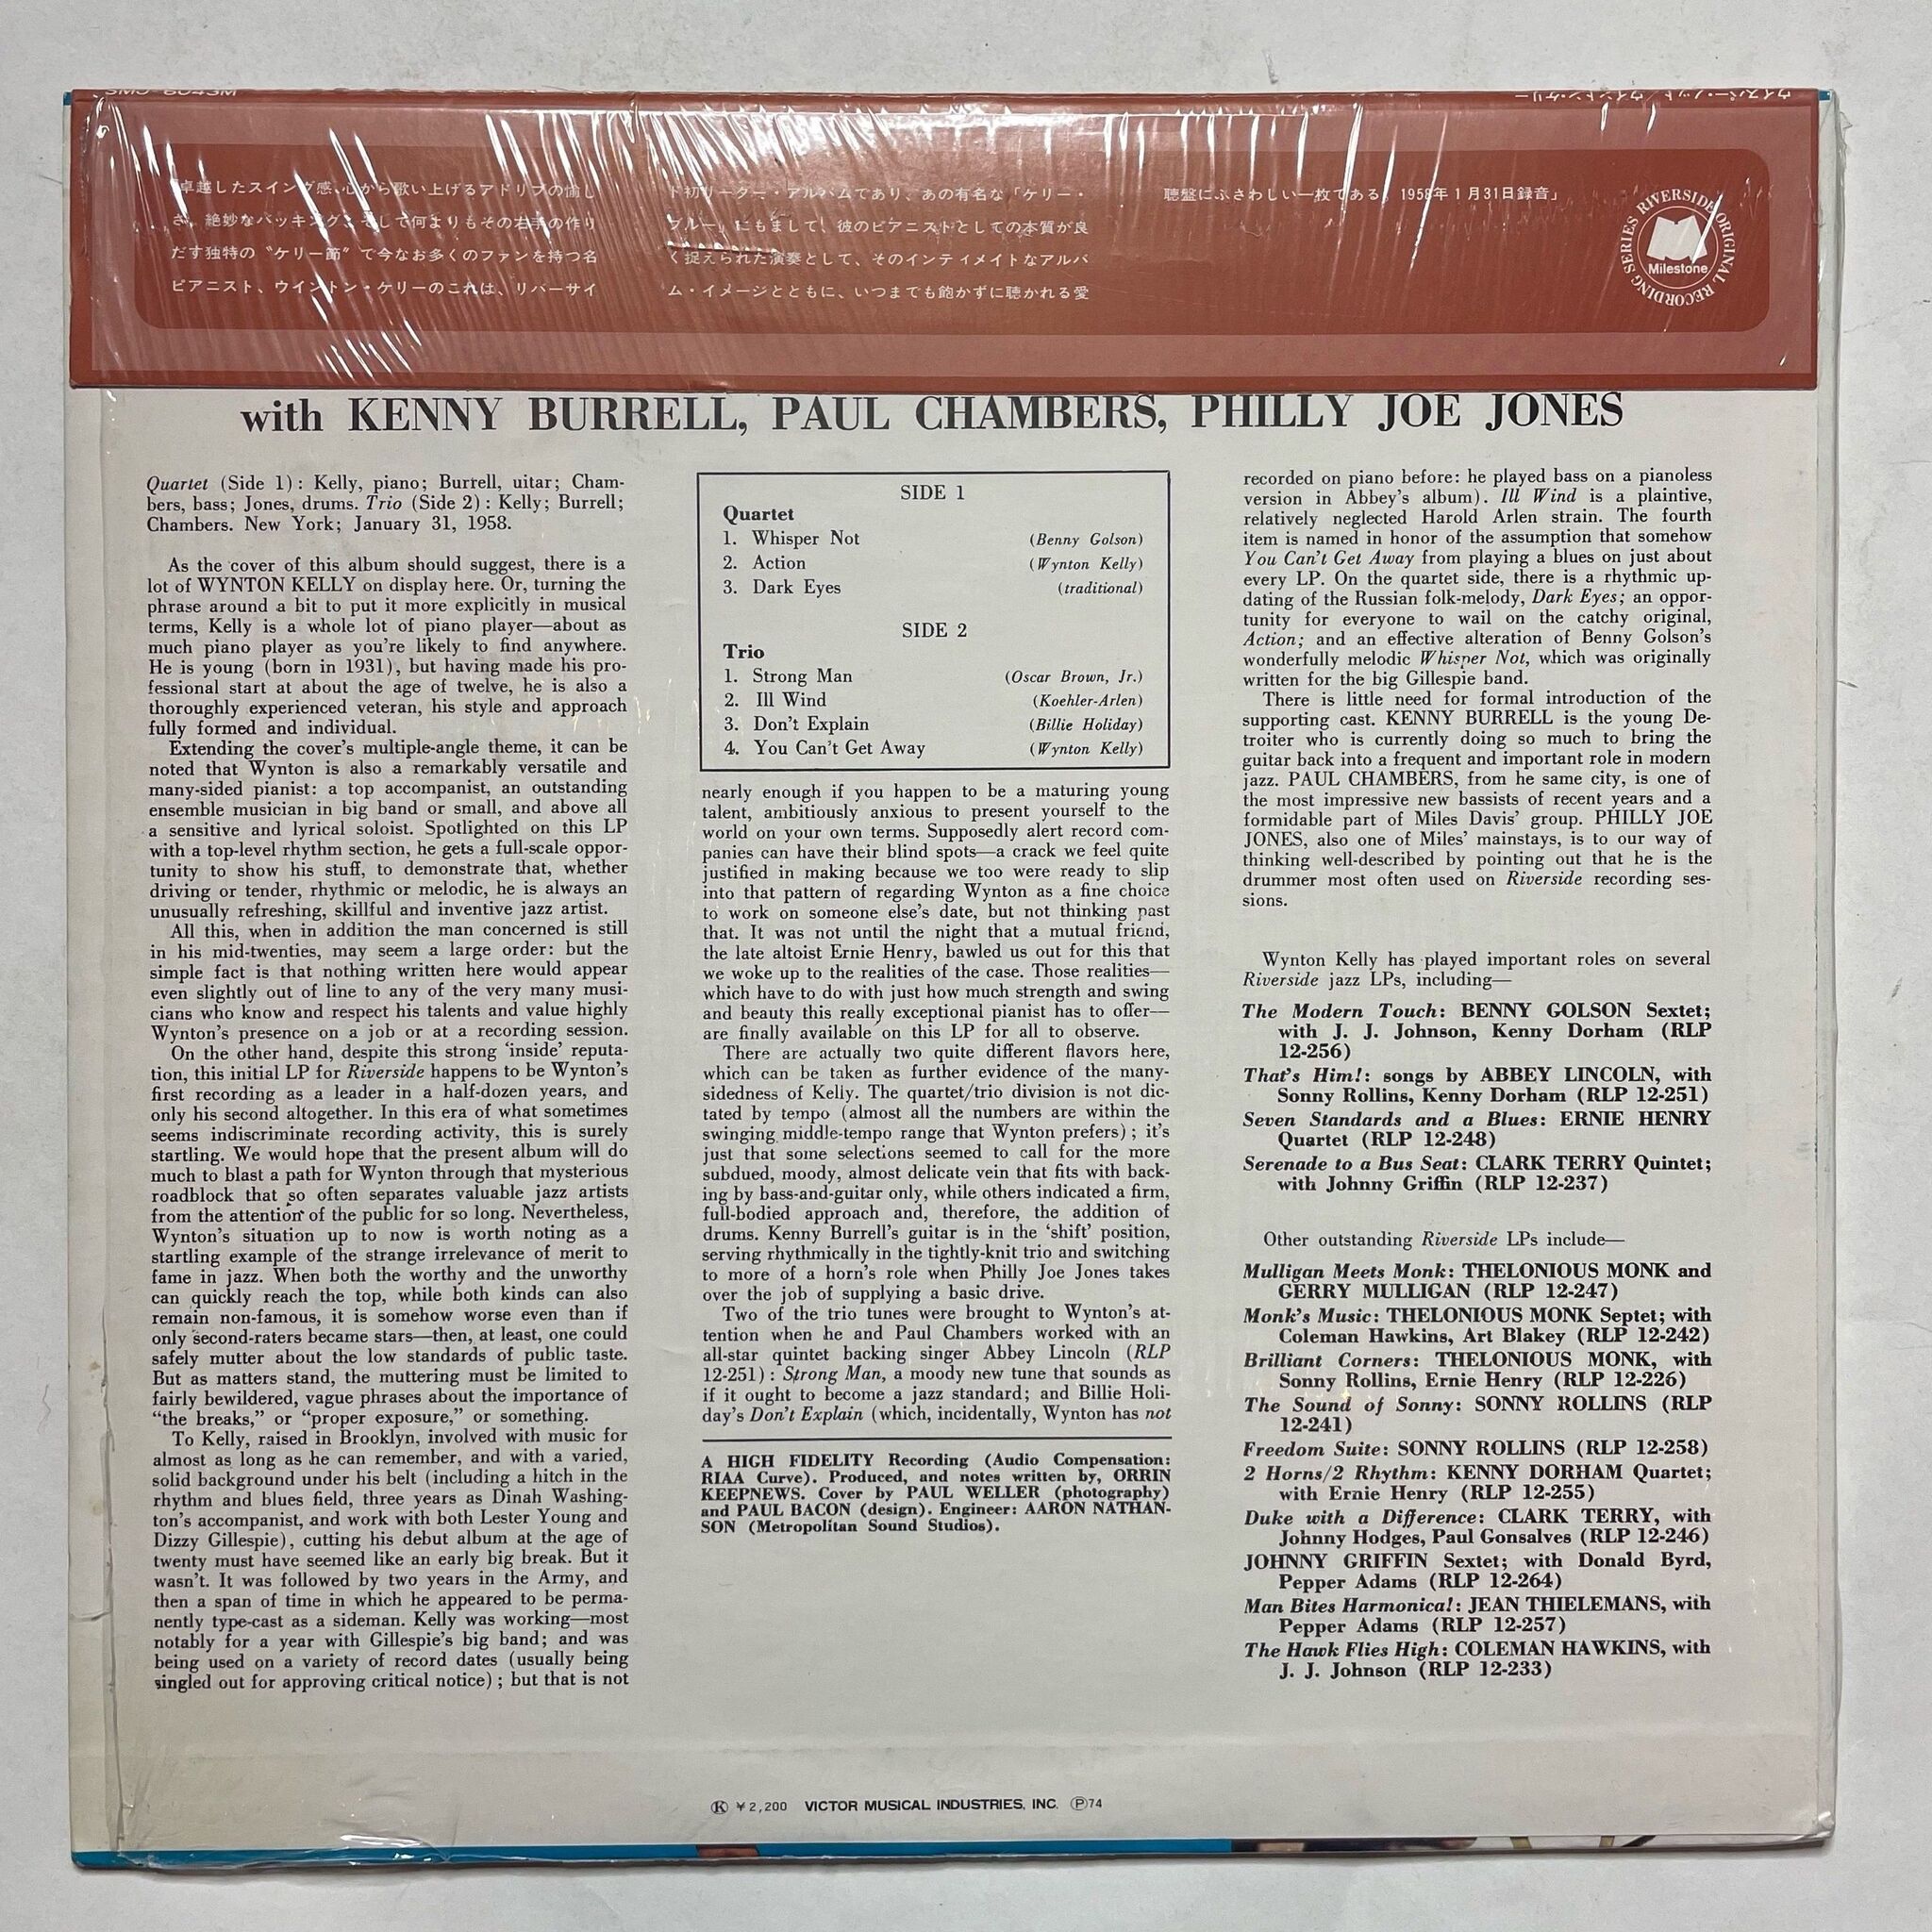 SMJ-6043M
ウイスパー・ノット/ウイントン・ケリー
「卓越したスイング感、心から歌い上げるアドリブの愉し
さ、絶妙なバッキング、そして何よりもその右手の作り
だす独特の〝ケリー節〟で今なお多くのファンを持つ名
ピアニスト、ウイントン・ケリーのこれは、リバーサイ
ド初リーダー・アルバムであり、あの有名な「ケリー・
ブルー」にもまして、彼のピアニストとしての本質が良
く捉えられた演奏として、そのインティメイトなアルバ
ム・イメージとともに、いつまでも飽かずに聴かれる愛
聴盤にふさわしい一枚である。1958年1月31日録音」
RIVERSIDE ORIGINAL RECORDING SERIES
Milestone
with KENNY BURRELL, PAUL CHAMBERS, PHILLY JOE JONES
Quartet (Side 1): Kelly, piano; Burrell, uitar; Cham-
bers, bass; Jones, drums. Trio (Side 2): Kelly; Burrell;
Chambers. New York; January 31, 1958.
As the cover of this album should suggest, there is a
lot of WYNTON KELLY on display here. Or, turning the
phrase around a bit to put it more explicitly in musical
terms, Kelly is a whole lot of piano player—about as
much piano player as you're likely to find anywhere.
He is young (born in 1931), but having made his pro-
fessional start at about the age of twelve, he is also a
thoroughly experienced veteran, his style and approach
fully formed and individual.
Extending the cover's multiple-angle theme, it can be
noted that Wynton is also a remarkably versatile and
many-sided pianist: a top accompanist, an outstanding
ensemble musician in big band or small, and above all
a sensitive and lyrical soloist. Spotlighted on this LP
with a top-level rhythm section, he gets a full-scale oppor-
tunity to show his stuff, to demonstrate that, whether
driving or tender, rhythmic or melodic, he is always an
unusually refreshing, skillful and inventive jazz artist.
All this, when in addition the man concerned is still
in his mid-twenties, may seem a large order: but the
simple fact is that nothing written here would appear
even slightly out of line to any of the very many musi-
cians who know and respect his talents and value highly
Wynton's presence on a job or at a recording session.
On the other hand, despite this strong 'inside' reputa-
tion, this initial LP for Riverside happens to be Wynton's
first recording as a leader in a half-dozen years, and
only his second altogether. In this era of what sometimes
seems indiscriminate recording activity, this is surely
startling. We would hope that the present album will do
much to blast a path for Wynton through that mysterious
roadblock that so often separates valuable jazz artists
from the attention of the public for so long. Nevertheless,
Wynton's situation up to now is worth noting as a
startling example of the strange irrelevance of merit to
fame in jazz. When both the worthy and the unworthy
can quickly reach the top, while both kinds can also
remain non-famous, it is somehow worse even than if
only second-raters became stars—then, at least, one could
safely mutter about the low standards of public taste.
But as matters stand, the muttering must be limited to
fairly bewildered, vague phrases about the importance of
"the breaks," or "proper exposure," or something.
To Kelly, raised in Brooklyn, involved with music for
almost as long as he can remember, and with a varied,
solid background under his belt (including a hitch in the
rhythm and blues field, three years as Dinah Washing-
ton's accompanist, and work with both Lester Young and
Dizzy Gillespie), cutting his debut album at the age of
twenty must have seemed like an early big break. But it
wasn't. It was followed by two years in the Army, and
then a span of time in which he appeared to be perma-
nently type-cast as a sideman. Kelly was working—most
notably for a year with Gillespie's big band; and was
being used on a variety of record dates (usually being
singled out for approving critical notice); but that is not
SIDE 1
Quartet
1. Whisper Not (Benny Golson)
2. Action (Wynton Kelly)
3. Dark Eyes (traditional)
SIDE 2
Trio
1. Strong Man (Oscar Brown, Jr.)
2. Ill Wind (Koehler-Arlen)
3. Don't Explain (Billie Holiday)
4. You Can't Get Away (Wynton Kelly)
nearly enough if you happen to be a maturing young
talent, ambitiously anxious to present yourself to the
world on your own terms. Supposedly alert record com-
panies can have their blind spots—a crack we feel quite
justified in making because we too were ready to slip
into that pattern of regarding Wynton as a fine choice
to work on someone else's date, but not thinking past
that. It was not until the night that a mutual friend,
the late altoist Ernie Henry, bawled us out for this that
we woke up to the realities of the case. Those realities—
which have to do with just how much strength and swing
and beauty this really exceptional pianist has to offer—
are finally available on this LP for all to observe.
There are actually two quite different flavors here,
which can be taken as further evidence of the many-
sidedness of Kelly. The quartet/trio division is not dic-
tated by tempo (almost all the numbers are within the
swinging middle-tempo range that Wynton prefers); it's
just that some selections seemed to call for the more
subdued, moody, almost delicate vein that fits with back-
ing by bass-and-guitar only, while others indicated a firm,
full-bodied approach and, therefore, the addition of
drums. Kenny Burrell's guitar is in the 'shift' position,
serving rhythmically in the tightly-knit trio and switching
to more of a horn's role when Philly Joe Jones takes
over the job of supplying a basic drive.
Two of the trio tunes were brought to Wynton's at-
tention when he and Paul Chambers worked with an
all-star quintet backing singer Abbey Lincoln (RLP
12-251): Strong Man, a moody new tune that sounds as
if it ought to become a jazz standard; and Billie Holi-
day's Don't Explain (which, incidentally, Wynton has not
A HIGH FIDELITY Recording (Audio Compensation:
RIAA Curve). Produced, and notes written by, ORRIN
KEEPNEWS. Cover by PAUL WELLER (photography)
and PAUL BACON (design). Engineer: AARON NATHAN-
SON (Metropolitan Sound Studios).
recorded on piano before: he played bass on a pianoless
version in Abbey's album). Ill Wind is a plaintive,
relatively neglected Harold Arlen strain. The fourth
item is named in honor of the assumption that somehow
You Can't Get Away from playing a blues on just about
every LP. On the quartet side, there is a rhythmic up-
dating of the Russian folk-melody, Dark Eyes; an oppor-
tunity for everyone to wail on the catchy original,
Action; and an effective alteration of Benny Golson's
wonderfully melodic Whisper Not, which was originally
written for the big Gillespie band.
There is little need for formal introduction of the
supporting cast. KENNY BURRELL is the young De-
troiter who is currently doing so much to bring the
guitar back into a frequent and important role in modern
jazz. PAUL CHAMBERS, from he same city, is one of
the most impressive new bassists of recent years and a
formidable part of Miles Davis' group. PHILLY JOE
JONES, also one of Miles' mainstays, is to our way of
thinking well-described by pointing out that he is the
drummer most often used on Riverside recording ses-
sions.
Wynton Kelly has played important roles on several
Riverside jazz LPs, including—
The Modern Touch: BENNY GOLSON Sextet;
with J. J. Johnson, Kenny Dorham (RLP
12-256)
That's Him!: songs by ABBEY LINCOLN, with
Sonny Rollins, Kenny Dorham (RLP 12-251)
Seven Standards and a Blues: ERNIE HENRY
Quartet (RLP 12-248)
Serenade to a Bus Seat: CLARK TERRY Quintet;
with Johnny Griffin (RLP 12-237)
Other outstanding Riverside LPs include—
Mulligan Meets Monk: THELONIOUS MONK and
GERRY MULLIGAN (RLP 12-247)
Monk's Music: THELONIOUS MONK Septet; with
Coleman Hawkins, Art Blakey (RLP 12-242)
Brilliant Corners: THELONIOUS MONK, with
Sonny Rollins, Ernie Henry (RLP 12-226)
The Sound of Sonny: SONNY ROLLINS (RLP
12-241)
Freedom Suite: SONNY ROLLINS (RLP 12-258)
2 Horns/2 Rhythm: KENNY DORHAM Quartet;
with Ernie Henry (RLP 12-255)
Duke with a Difference: CLARK TERRY, with
Johnny Hodges, Paul Gonsalves (RLP 12-246)
JOHNNY GRIFFIN Sextet; with Donald Byrd,
Pepper Adams (RLP 12-264)
Man Bites Harmonica!: JEAN THIELEMANS, with
Pepper Adams (RLP 12-257)
The Hawk Flies High: COLEMAN HAWKINS, with
J. J. Johnson (RLP 12-233)
Ⓚ ¥2,200 VICTOR MUSICAL INDUSTRIES, INC. Ⓟ74